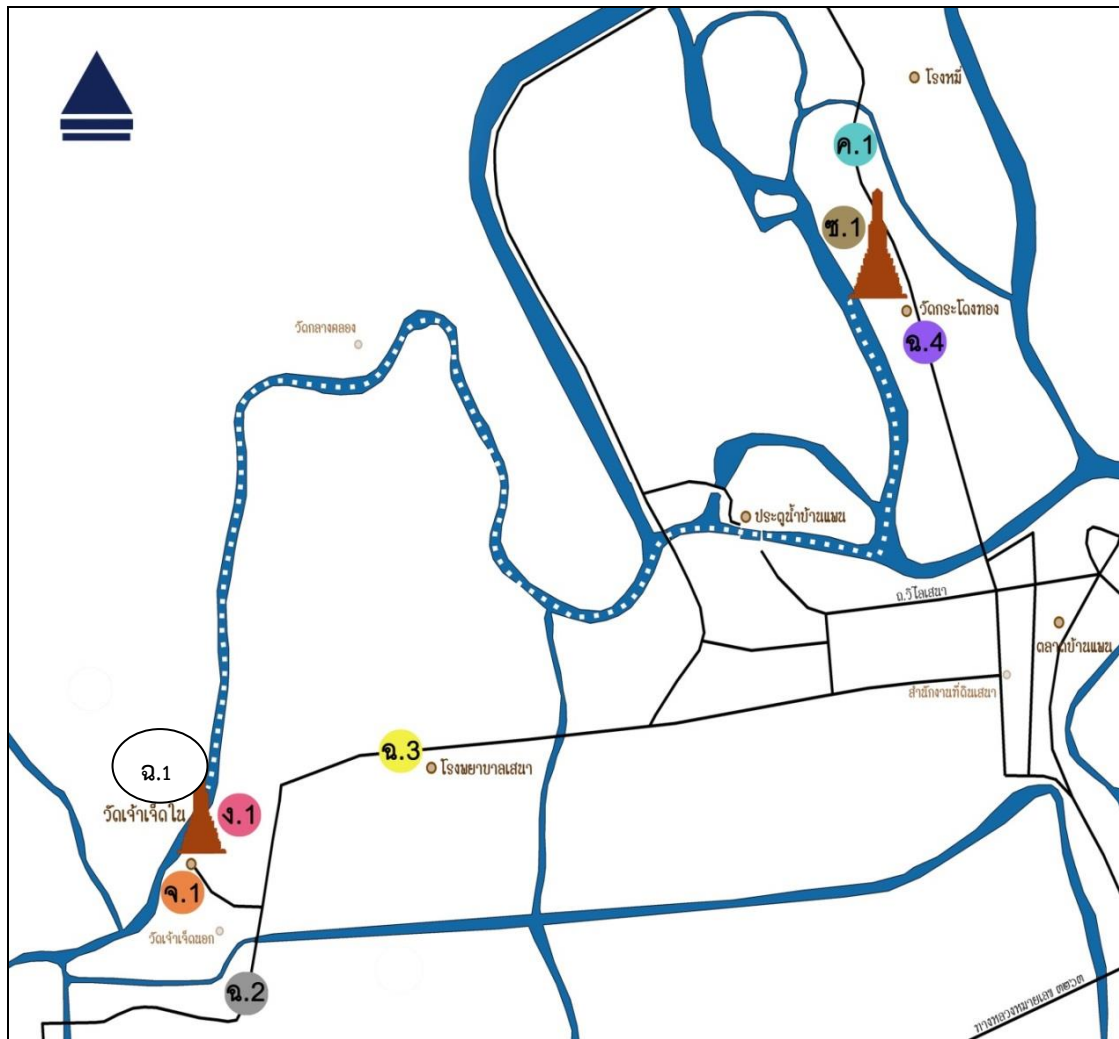 โรงหมี่
ค.1
ซ.1
วัดกระโดงทอง
ฉ.4
วัดกลางคลอง
ประตูน้ำบ้านแพน
ถ.วิไลเสนา
ตลาดบ้านแพน
สำนักงานที่ดินเสนา
ฉ.3
โรงพยาบาลเสนา
ฉ.1
วัดเจ้าเจ็ดใน
ง.1
จ.1
วัดเจ้าเจ็ดนอก
ฉ.2
ทางหลวงหมายเลข ๓๒๖๓